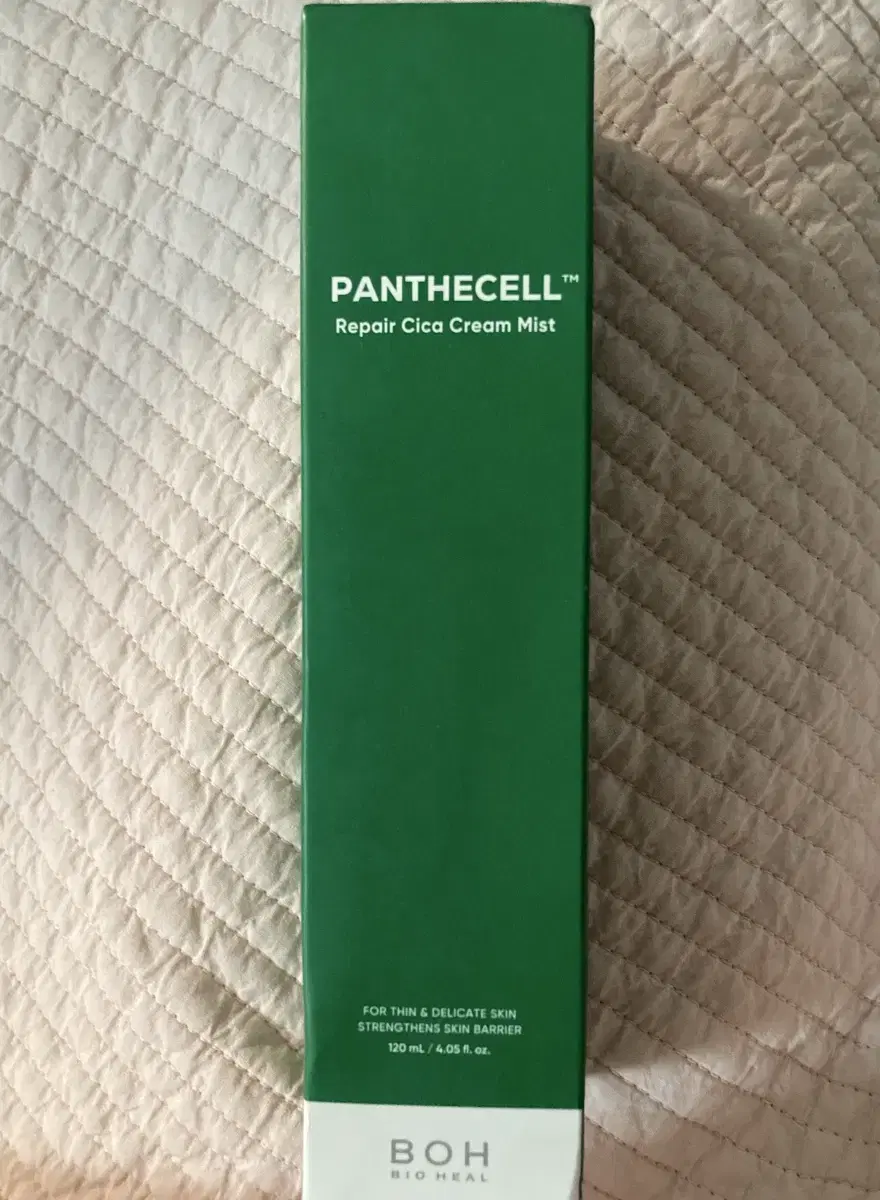 PANTHECELL™
Repair Cica Cream Mist
FOR THIN & DELICATE SKIN
STRENGTHENS SKIN BARRIER
120 mL / 4.05 fl. oz.
BOH
BIO HEAL